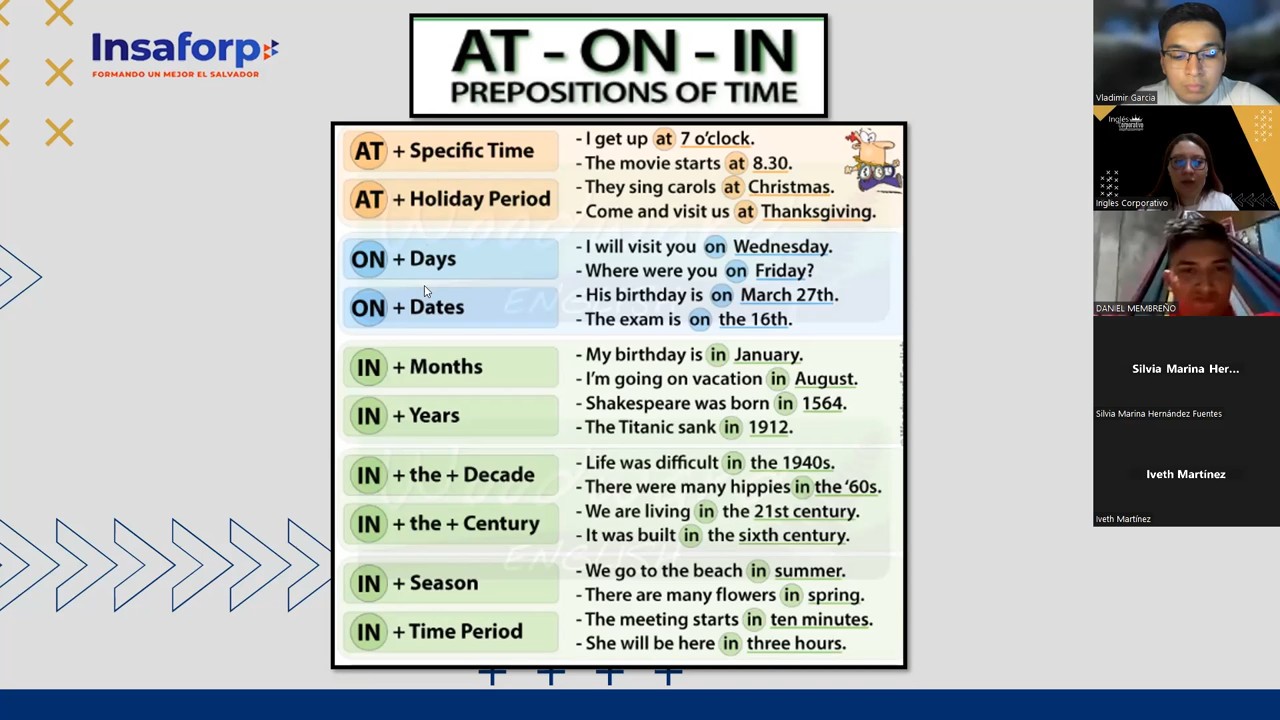 Insaforp
FORMANDO UN MEJOR EL SALVADOR
AT - ON - IN
PREPOSITIONS OF TIME
AT + Specific Time
- I get up at 7 o'clock.
- The movie starts at 8.30.
AT + Holiday Period
- They sing carols at Christmas.
- Come and visit us at Thanksgiving.
ON + Days
- I will visit you on Wednesday.
- Where were you on Friday?
ON + Dates
- His birthday is on March 27th.
- The exam is on the 16th.
IN + Months
- My birthday is in January.
- I'm going on vacation in August.
IN + Years
- Shakespeare was born in 1564.
- The Titanic sank in 1912.
IN + the + Decade
- Life was difficult in the 1940s.
- There were many hippies in the '60s.
IN + the + Century
- We are living in the 21st century.
- It was built in the sixth century.
IN + Season
- We go to the beach in summer.
- There are many flowers in spring.
IN + Time Period
- The meeting starts in ten minutes.
- She will be here in three hours.
ENGLISH
ENGLISH
Vladimir Garcia
Inglés
Corporativo
Ingles Corporativo
DANIEL MEMBREÑO
Silvia Marina Her...
Silvia Marina Hernández Fuentes
Iveth Martínez
Iveth Martínez